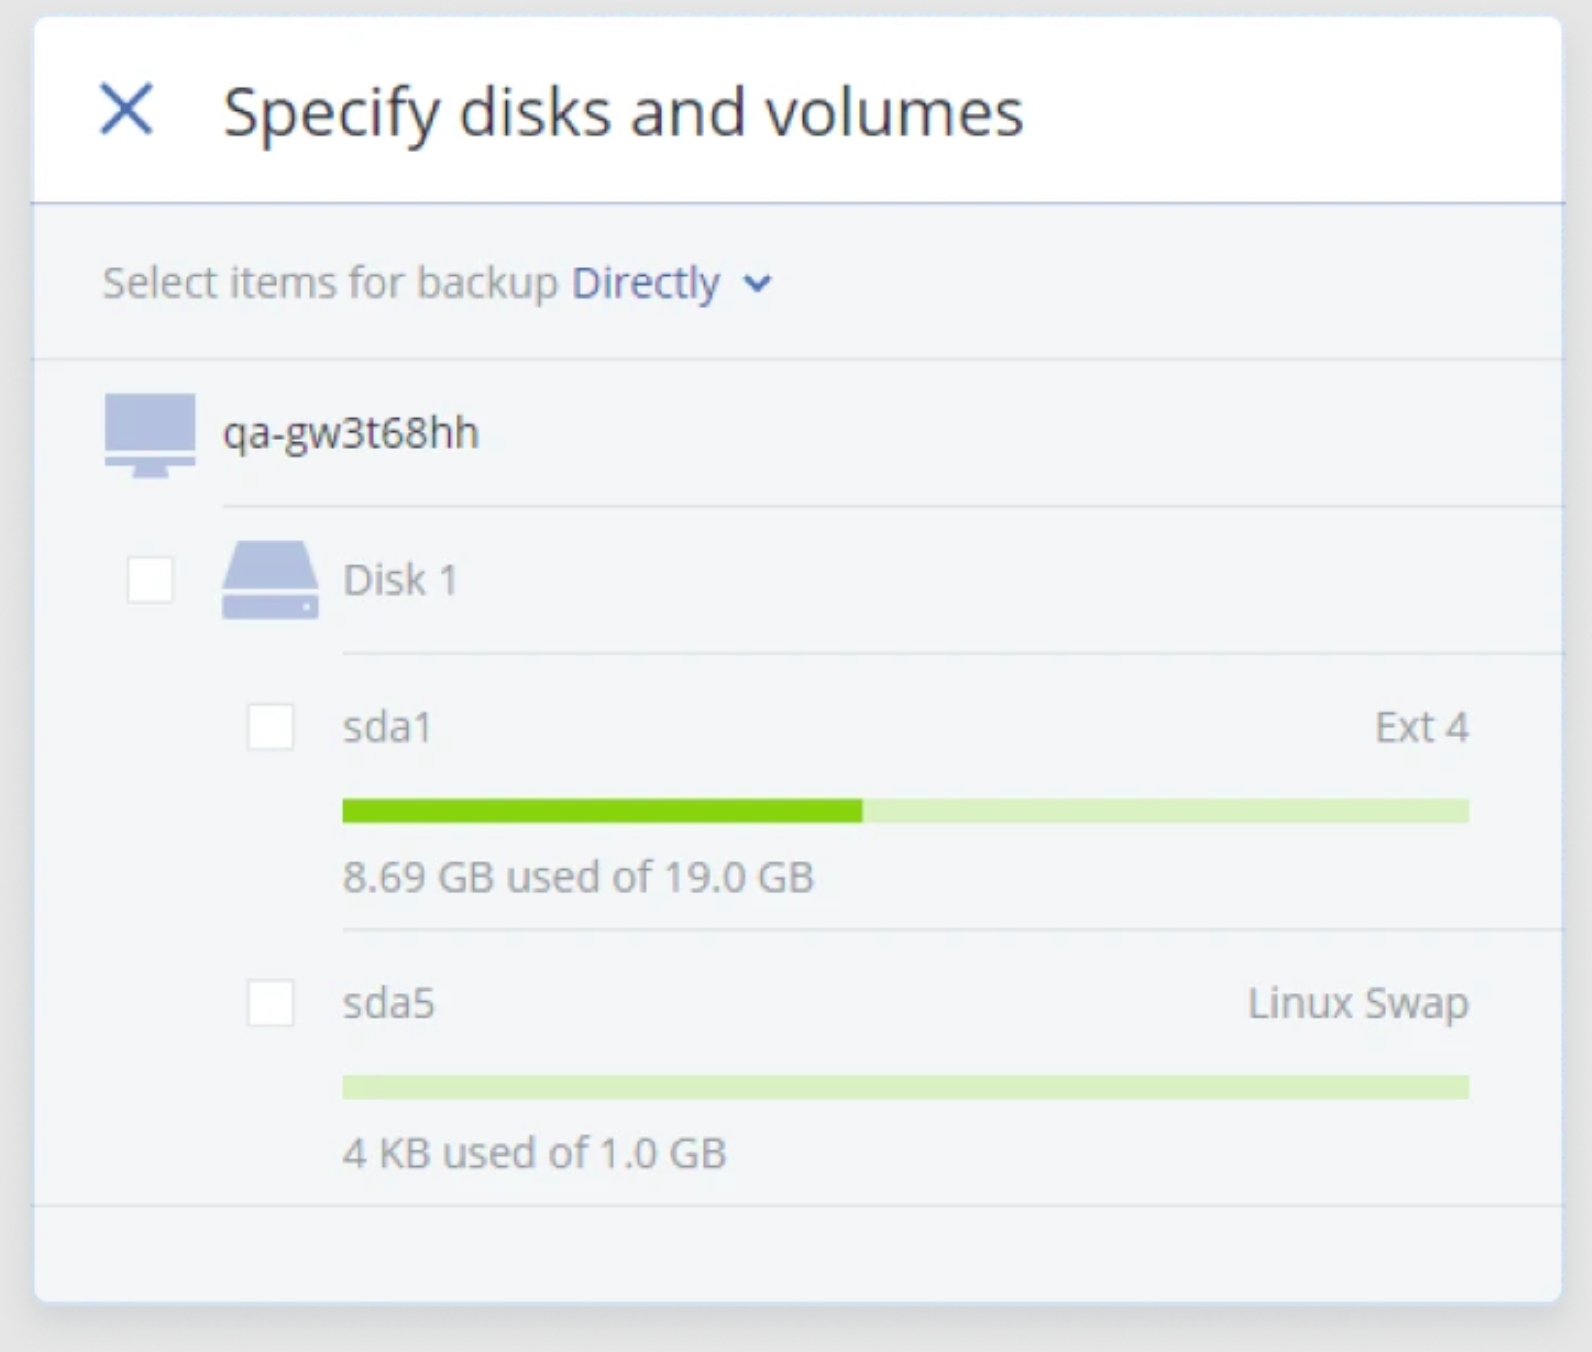 Specify disks and volumes
Select items for backup Directly
qa-gw3t68hh
Disk 1
sda1 Ext 4
8.69 GB used of 19.0 GB
sda5 Linux Swap
4 KB used of 1.0 GB